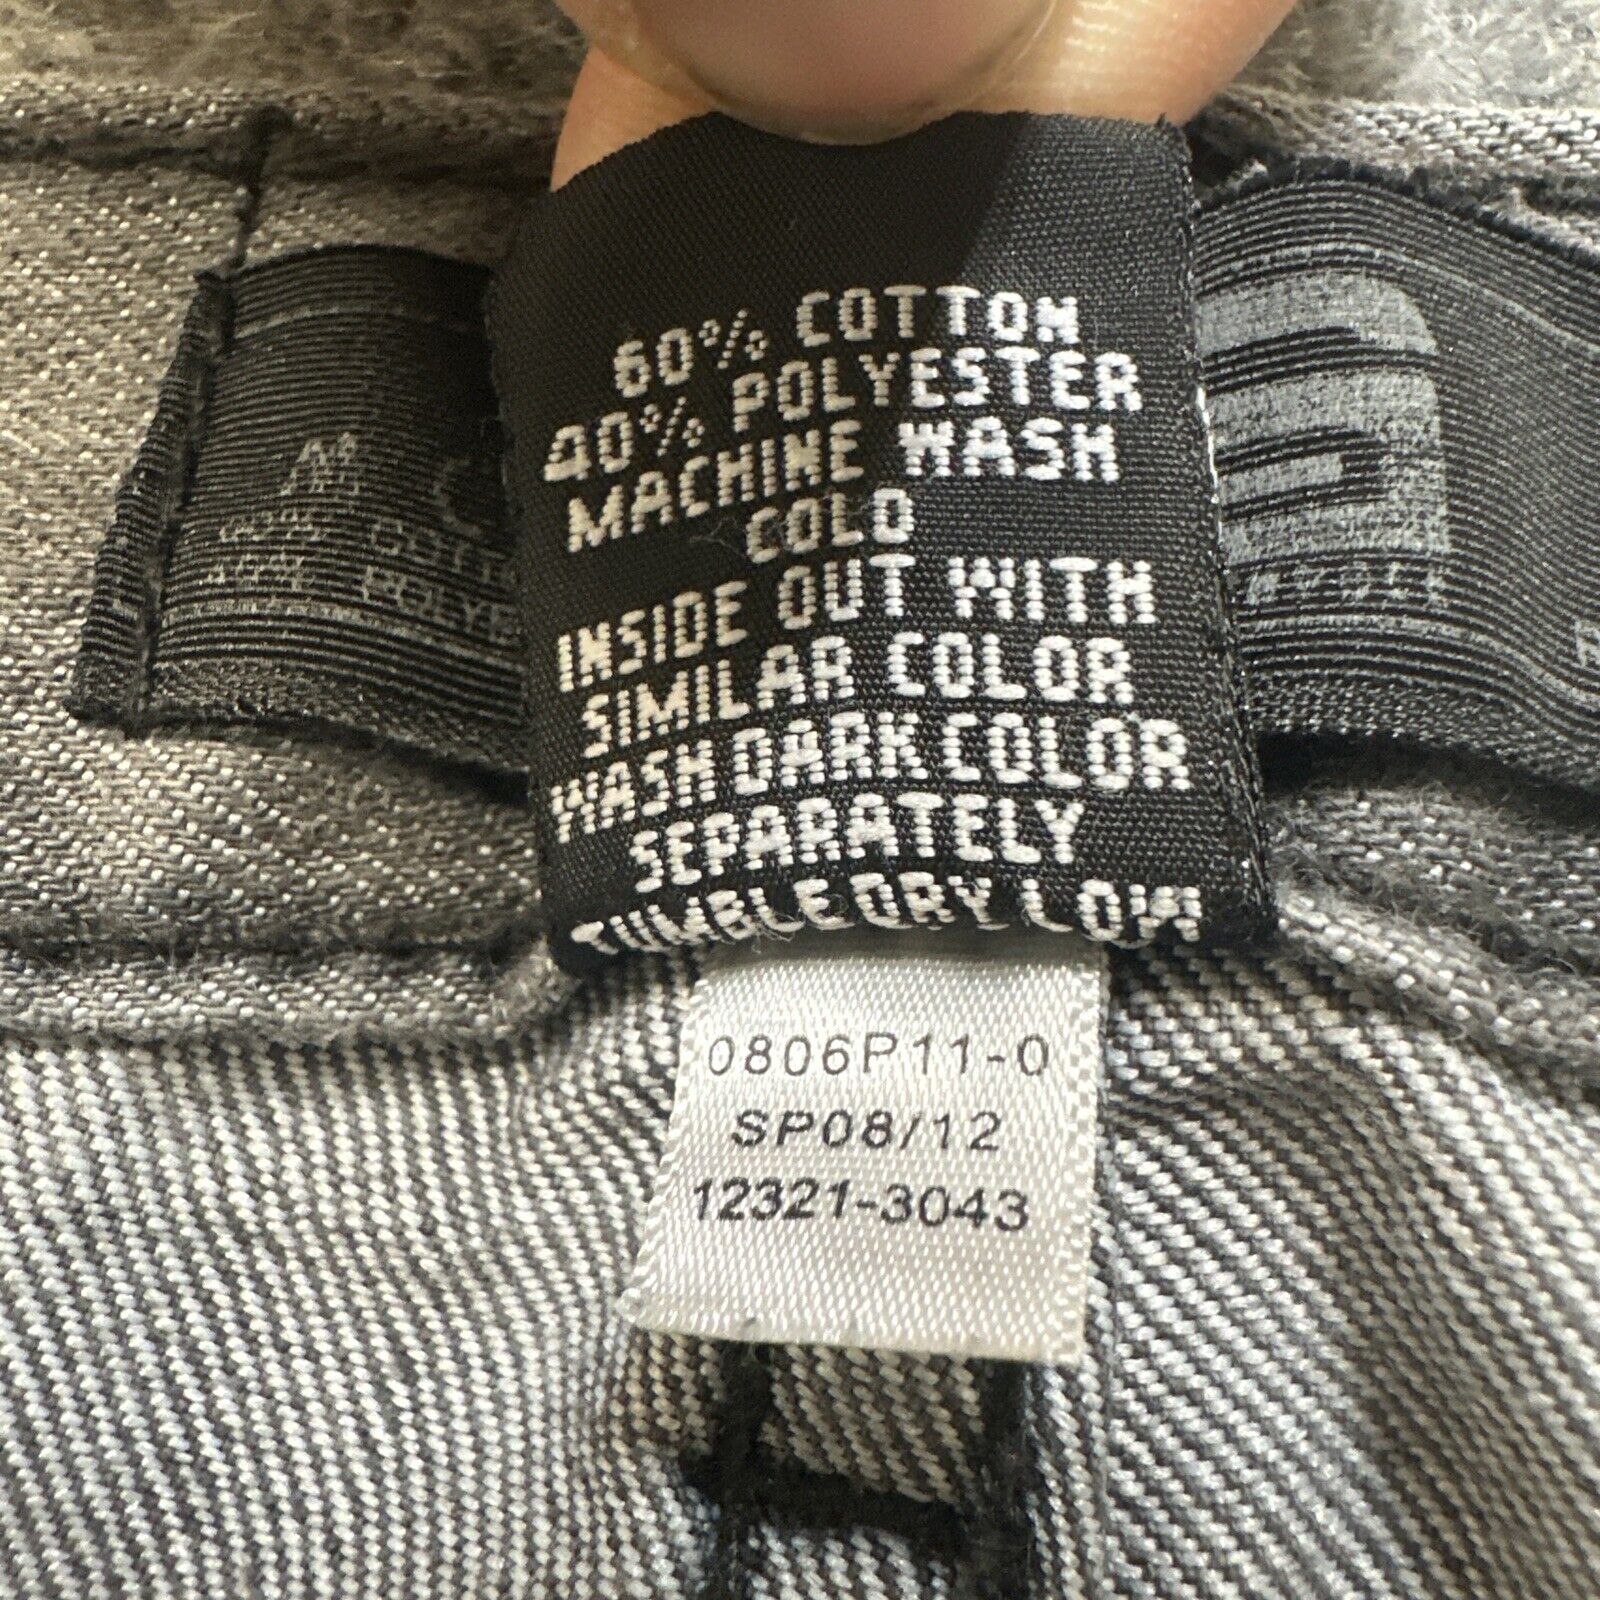 60% COTTON
40% POLYESTER
MACHINE WASH
COLD
INSIDE OUT WITH
SIMILAR COLOR
WASH DARK COLOR
SEPARATELY
TUMBLE DRY LOW
0806P11-0
SP08/12
12321-3043